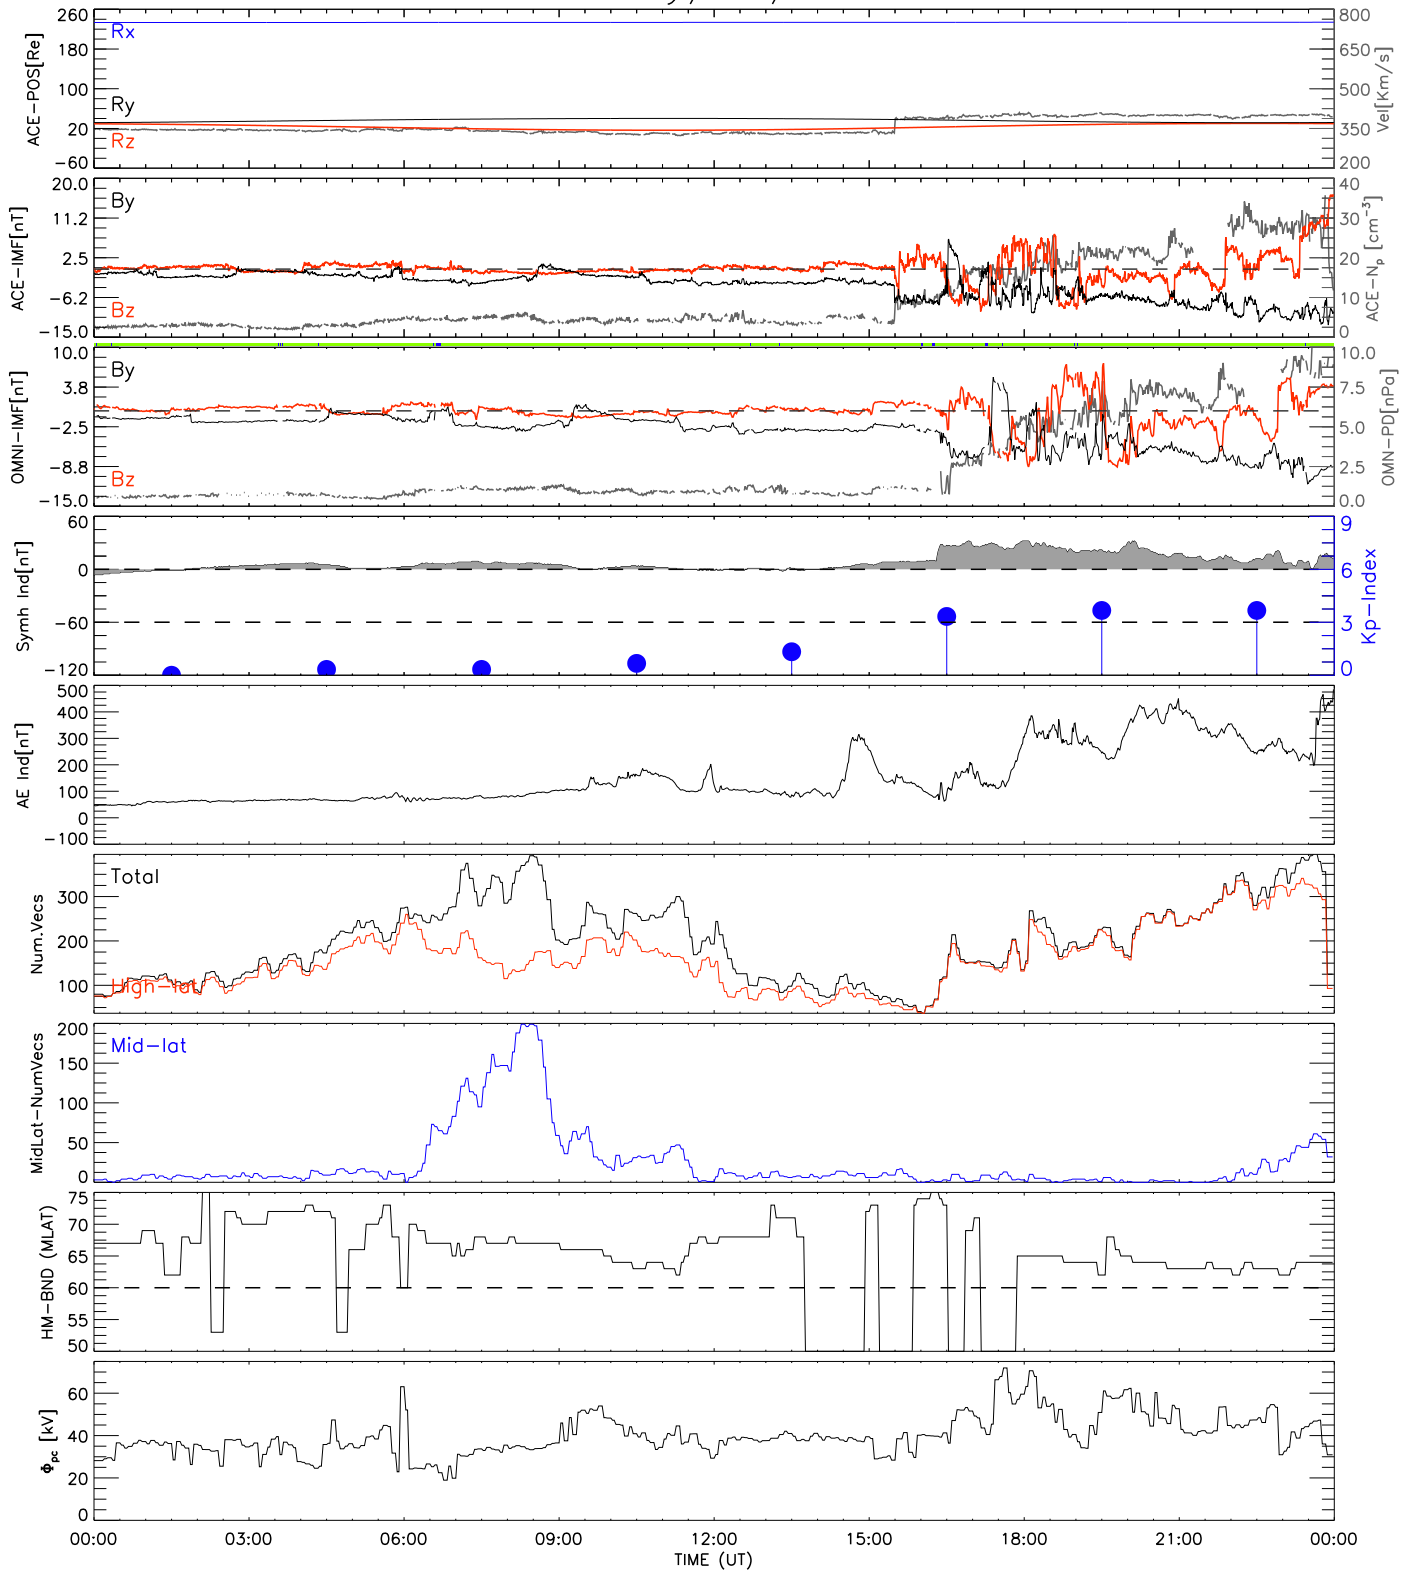 260
180
100
20
-60
ACE-POS[Re]
Rx
Ry
Rz
800
650
500
350
200
Vel[Km/s]
20.0
11.2
2.5
-6.2
-15.0
ACE-IMF[nT]
By
Bz
40
30
20
10
0
ACE-Np [cm⁻³]
10.0
3.8
-2.5
-8.8
-15.0
OMNI-IMF[nT]
By
Bz
10.0
7.5
5.0
2.5
0.0
OMN-PD[nPa]
60
0
-60
-120
Symh Ind[nT]
9
6
3
0
Kp-Index
500
400
300
200
100
0
-100
AE Ind[nT]
300
200
100
Num.Vecs
Total
High-lat
200
150
100
50
0
MidLat-NumVecs
Mid-lat
75
70
65
60
55
50
HM-BND (MLAT)
60
40
20
0
Φpc [kV]
00:00 03:00 06:00 09:00 12:00 15:00 18:00 21:00 00:00
TIME (UT)